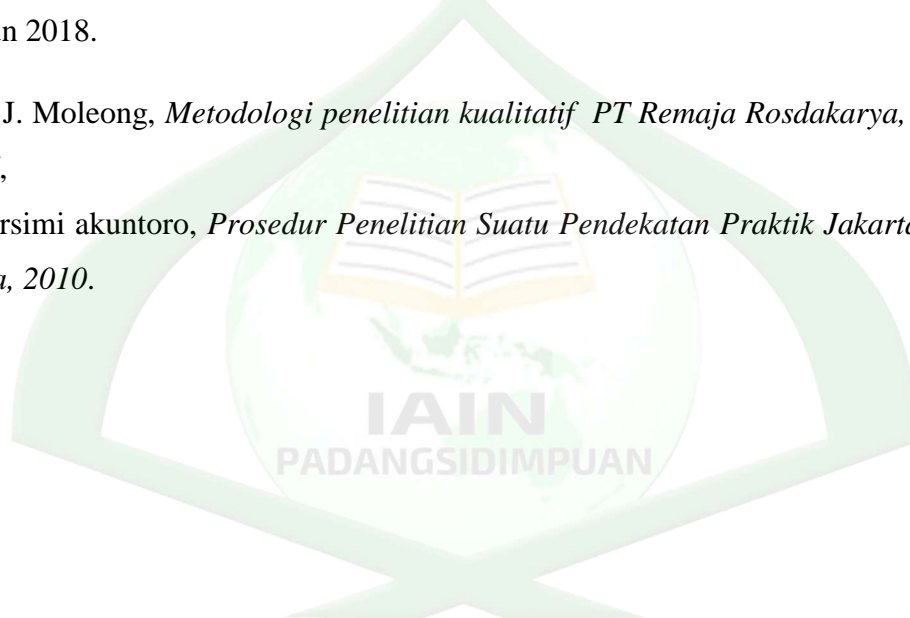 n 2018.
J. Moleong, Metodologi penelitian kualitatif PT Remaja Rosdakarya,
,
rsimi akuntoro, Prosedur Penelitian Suatu Pendekatan Praktik Jakarta
a, 2010.
IAIN
PADANGSIDIMPUAN